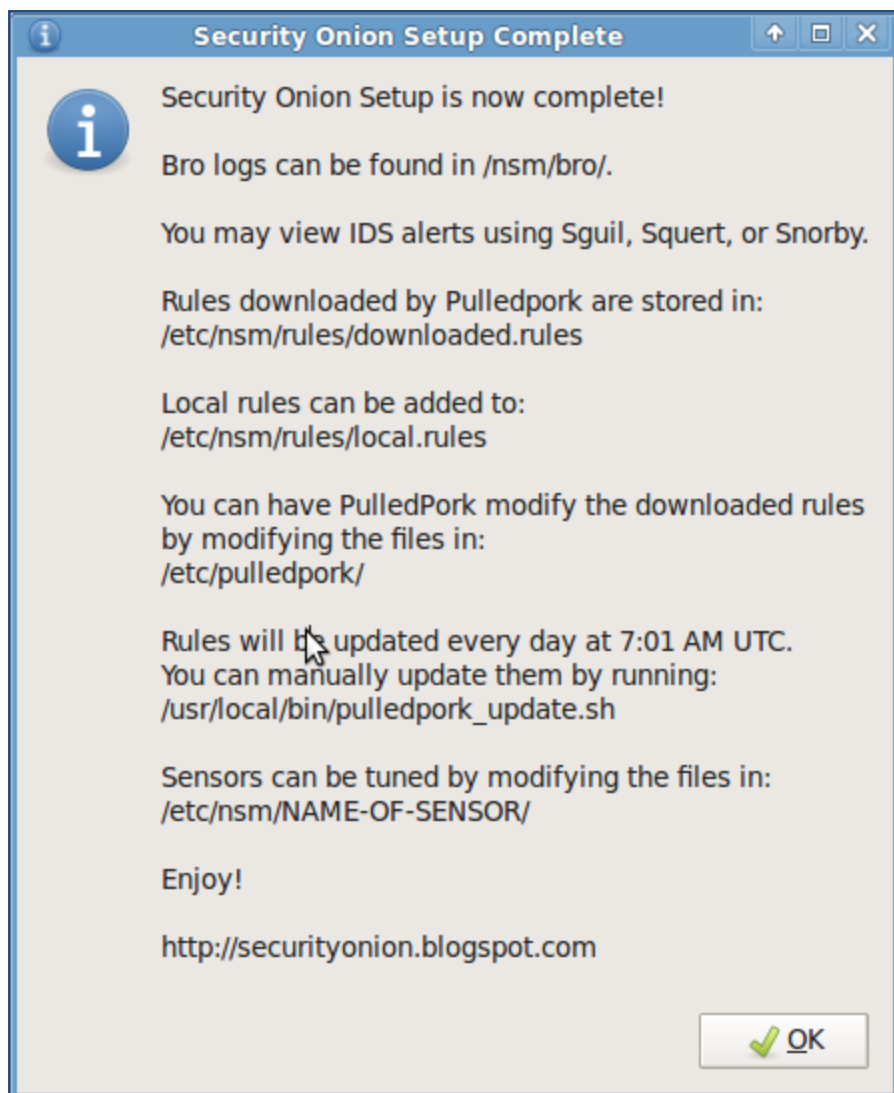 Security Onion Setup Complete
Security Onion Setup is now complete!
Bro logs can be found in /nsm/bro/.
You may view IDS alerts using Sguil, Squert, or Snorby.
Rules downloaded by Pulledpork are stored in:
/etc/nsm/rules/downloaded.rules
Local rules can be added to:
/etc/nsm/rules/local.rules
You can have PulledPork modify the downloaded rules
by modifying the files in:
/etc/pulledpork/
Rules will be updated every day at 7:01 AM UTC.
You can manually update them by running:
/usr/local/bin/pulledpork_update.sh
Sensors can be tuned by modifying the files in:
/etc/nsm/NAME-OF-SENSOR/
Enjoy!
http://securityonion.blogspot.com
OK